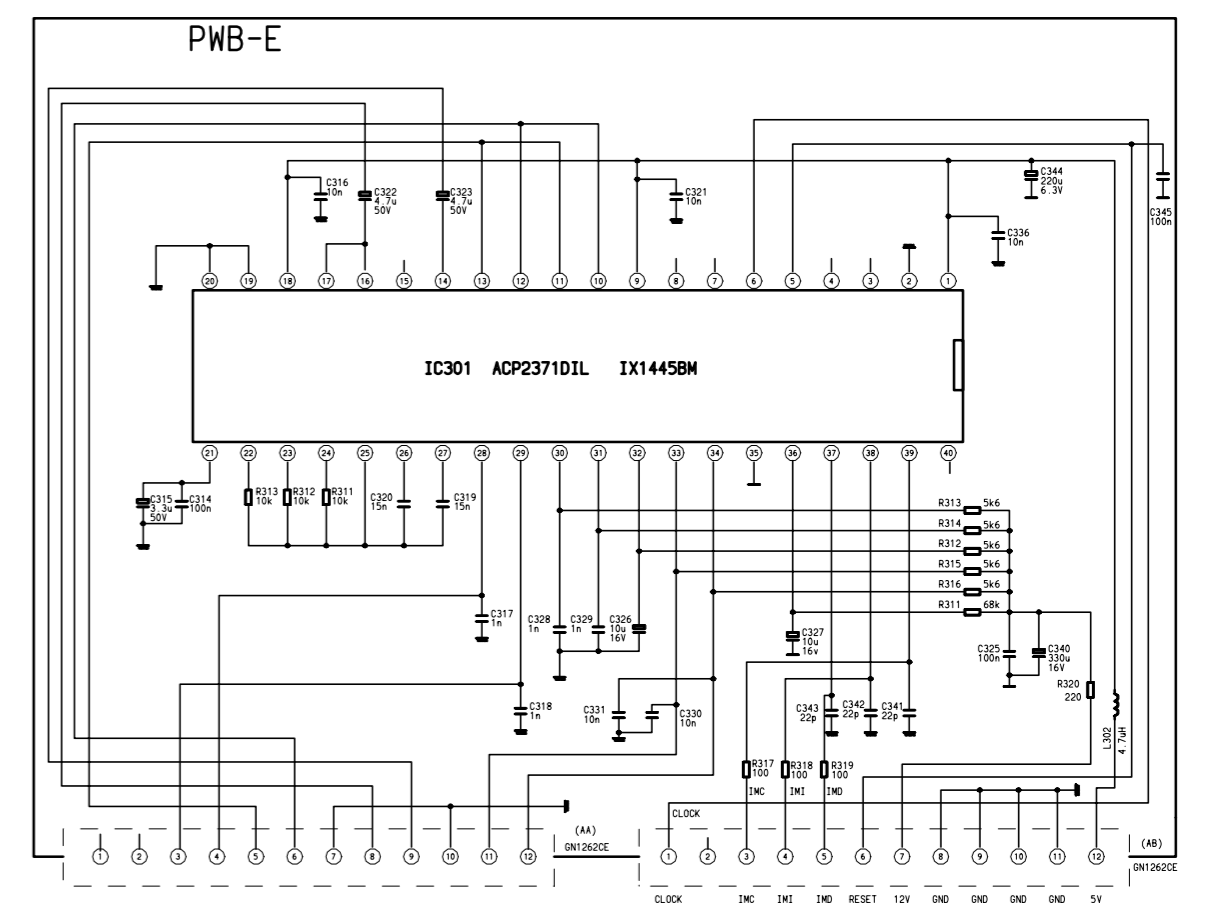 PWB-E
C316
10n
C322
4.7u
50V
C323
4.7u
50V
C321
10n
C344
220u
6.3V
C345
100n
C336
10n
20 19 18 17 16 15 14 13 12 11 10 9 8 7 6 5 4 3 2 1
IC301 ACP2371DIL IX1445BM
21 22 23 24 25 26 27 28 29 30 31 32 33 34 35 36 37 38 39 40
C315
3.3u
50V
C314
100n
R313
10k
R312
10k
R311
10k
C320
15n
C319
15n
R313 5k6
R314 5k6
R312 5k6
R315 5k6
R316 5k6
R311 68k
C317
1n
C328
1n
C329
1n
C326
10u
16V
C327
10u
16v
C325
100n
C340
330u
16V
R320
220
C318
1n
C331
10n
C330
10n
C343
22p
C342
22p
C341
22p
L302
4.7uH
R317
100
R318
100
R319
100
IMC IMI IMD
CLOCK
(AA)
GN1262CE
(AB)
GN1262CE
1 2 3 4 5 6 7 8 9 10 11 12
1 2 3 4 5 6 7 8 9 10 11 12
CLOCK IMC IMI IMD RESET 12V GND GND GND GND 5V